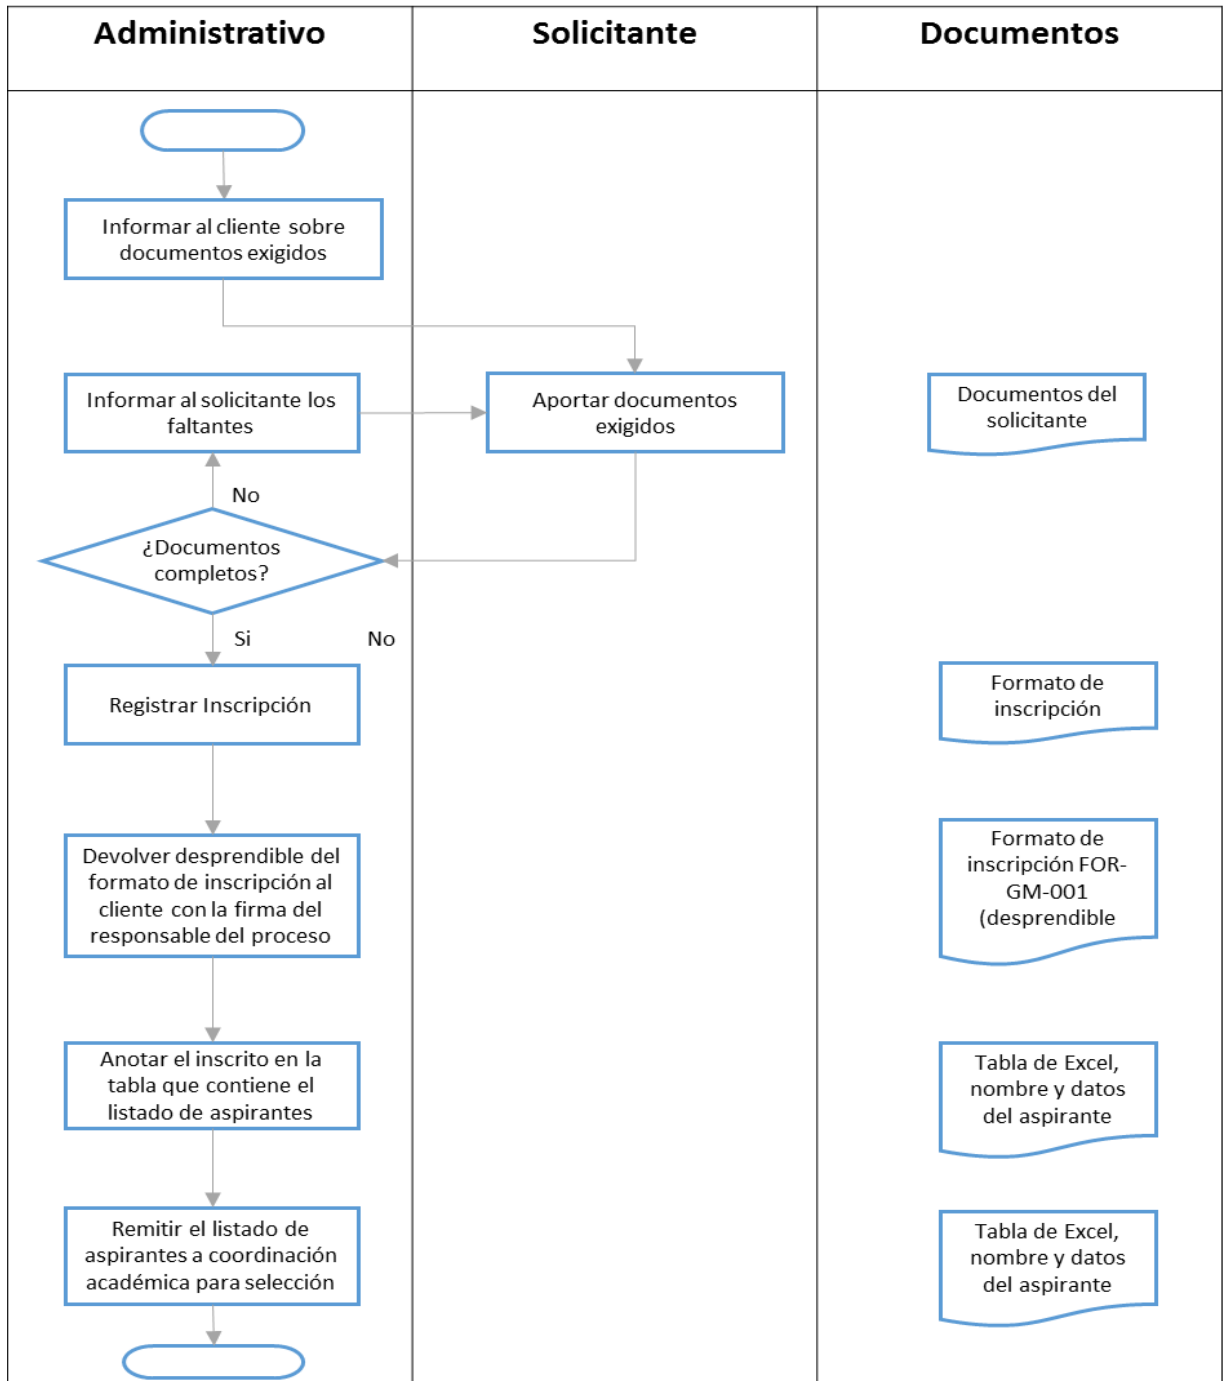 Administrativo
Solicitante
Documentos
Informar al cliente sobre
documentos exigidos
Informar al solicitante los
faltantes
Aportar documentos
exigidos
Documentos del
solicitante
No
¿Documentos
completos?
Si
No
Registrar Inscripción
Formato de
inscripción
Devolver desprendible del
formato de inscripción al
cliente con la firma del
responsable del proceso
Formato de
inscripción FOR-
GM-001
(desprendible
Anotar el inscrito en la
tabla que contiene el
listado de aspirantes
Tabla de Excel,
nombre y datos
del aspirante
Remitir el listado de
aspirantes a coordinación
académica para selección
Tabla de Excel,
nombre y datos
del aspirante